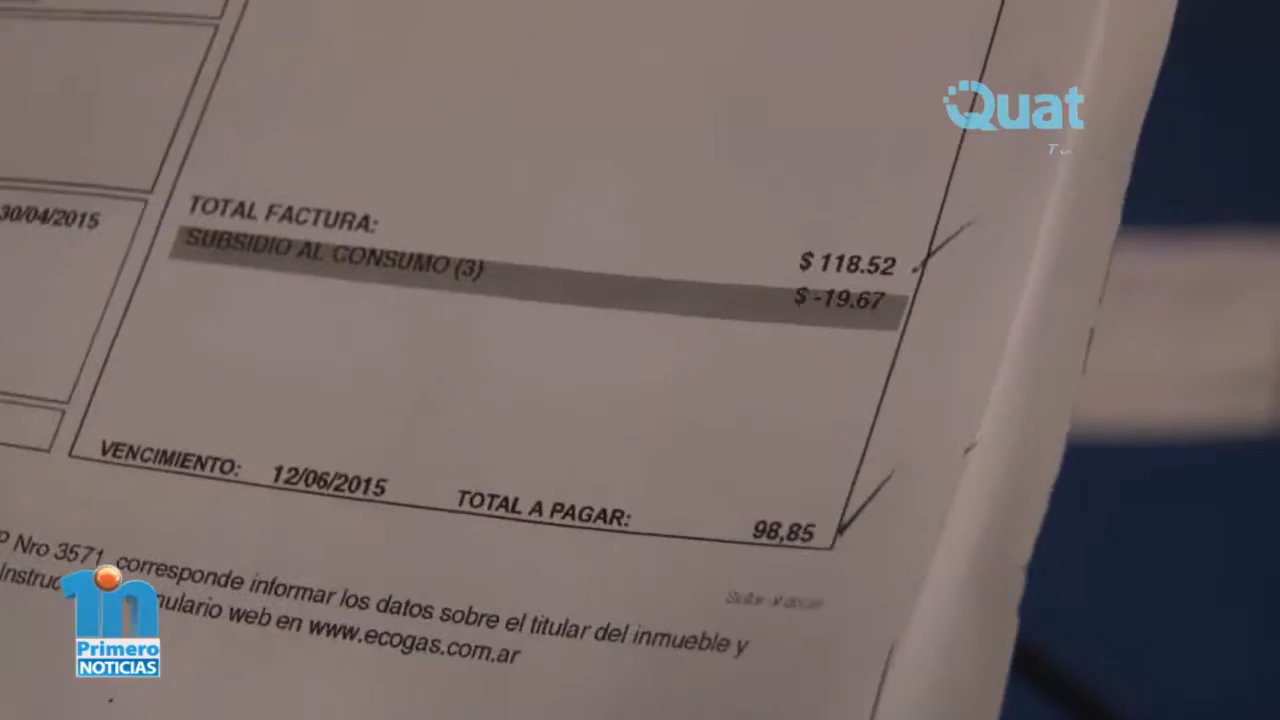 Quat
30/04/2015
TOTAL FACTURA: $ 118.52
SUBSIDIO AL CONSUMO (3) $ -19.67
VENCIMIENTO: 12/06/2015 TOTAL A PAGAR: 98,85
P Nro 3571, corresponde informar los datos sobre el titular del inmueble y
Instruc mulario web en www.ecogas.com.ar
1n
Primero
NOTICIAS